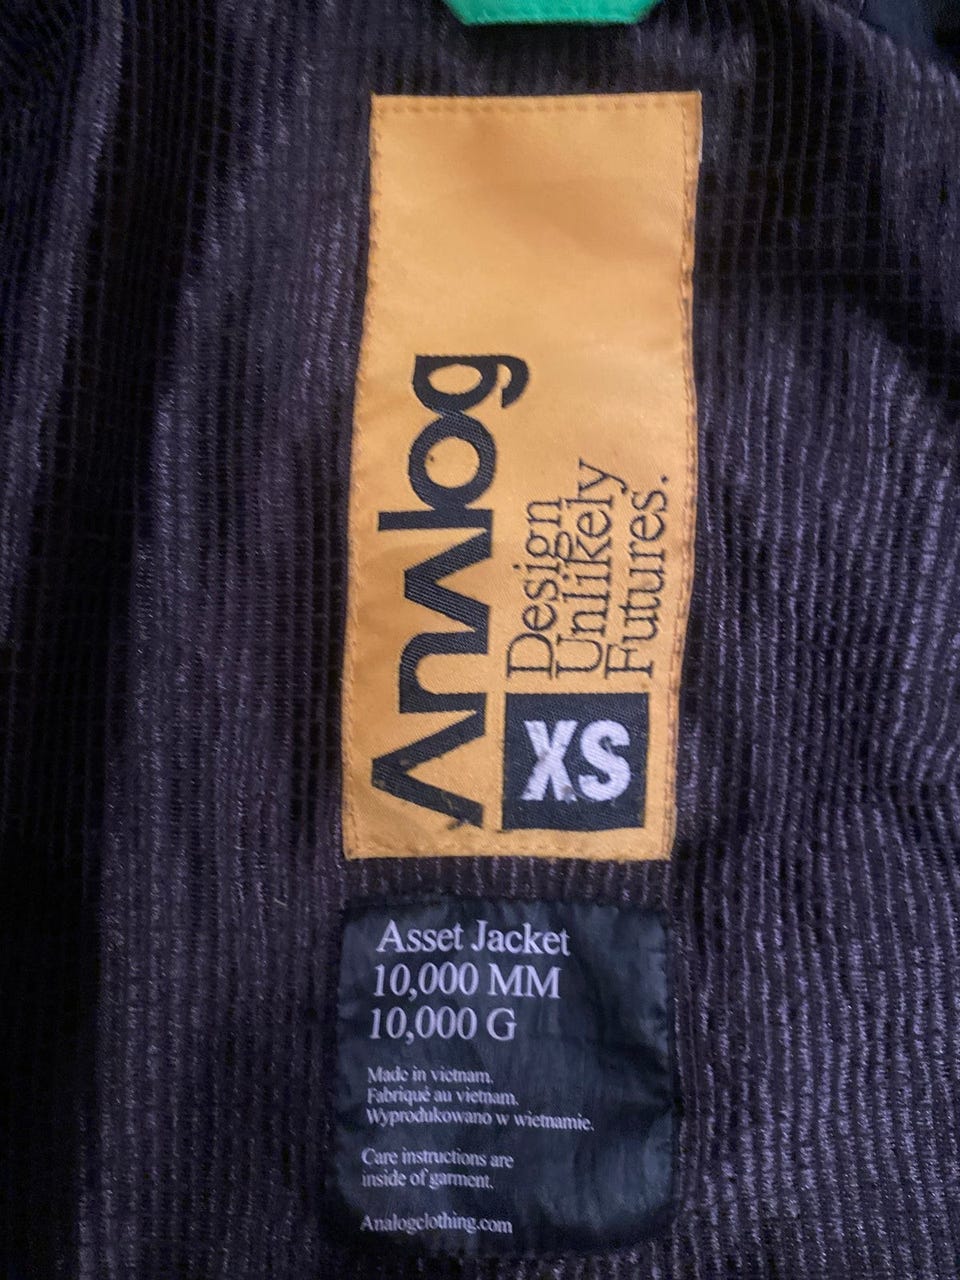 Analog
Design
Unlikely
Futures.
XS
Asset Jacket
10,000 MM
10,000 G
Made in vietnam.
Fabriqué au vietnam.
Wyprodukowano w wietnamie.
Care instructions are
inside of garment.
Analogclothing.com